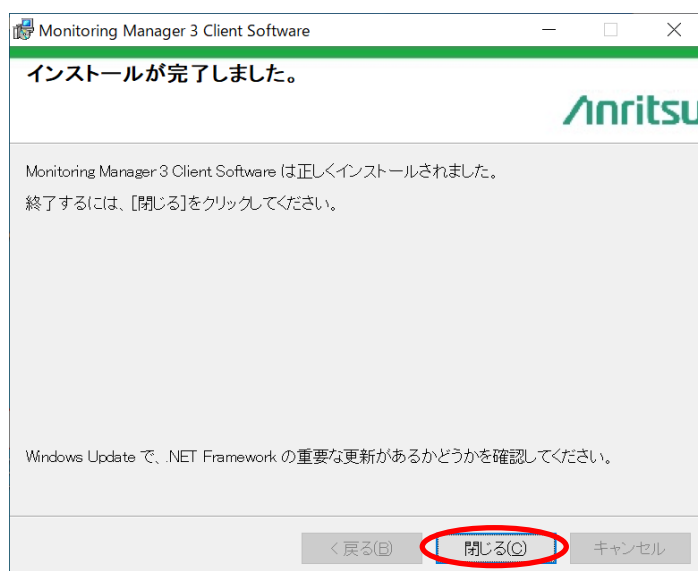 Monitoring Manager 3 Client Software
インストールが完了しました。
Anritsu
Monitoring Manager 3 Client Software は正しくインストールされました。
終了するには、[閉じる]をクリックしてください。
Windows Update で、.NET Framework の重要な更新があるかどうかを確認してください。
< 戻る(B) 閉じる(C) キャンセル